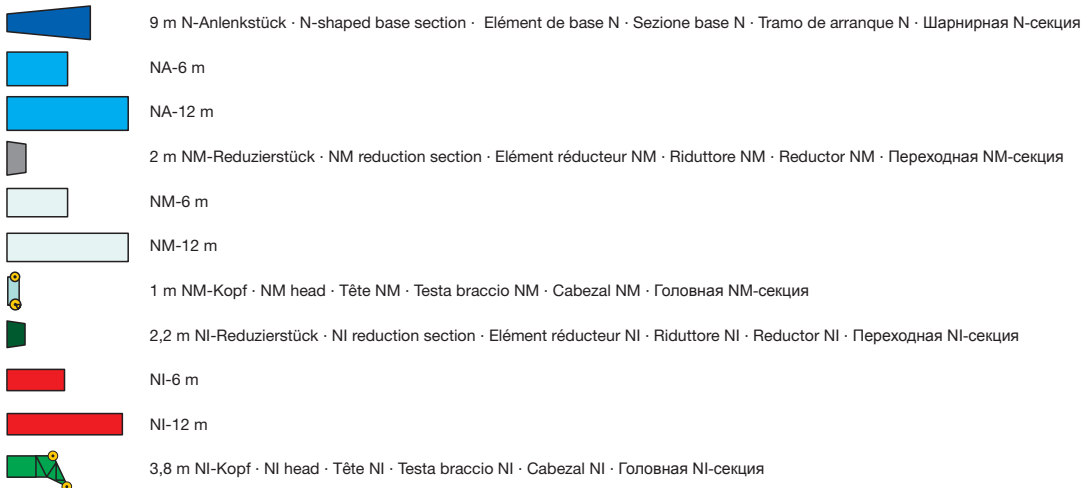 9 m N-Anlenkstück · N-shaped base section · Elément de base N · Sezione base N · Tramo de arranque N · Шарнирная N-секция
NA-6 m
NA-12 m
2 m NM-Reduzierstück · NM reduction section · Elément réducteur NM · Riduttore NM · Reductor NM · Переходная NM-секция
NM-6 m
NM-12 m
1 m NM-Kopf · NM head · Tête NM · Testa braccio NM · Cabezal NM · Головная NM-секция
2,2 m NI-Reduzierstück · NI reduction section · Elément réducteur NI · Riduttore NI · Reductor NI · Переходная NI-секция
NI-6 m
NI-12 m
3,8 m NI-Kopf · NI head · Tête NI · Testa braccio NI · Cabezal NI · Головная NI-секция